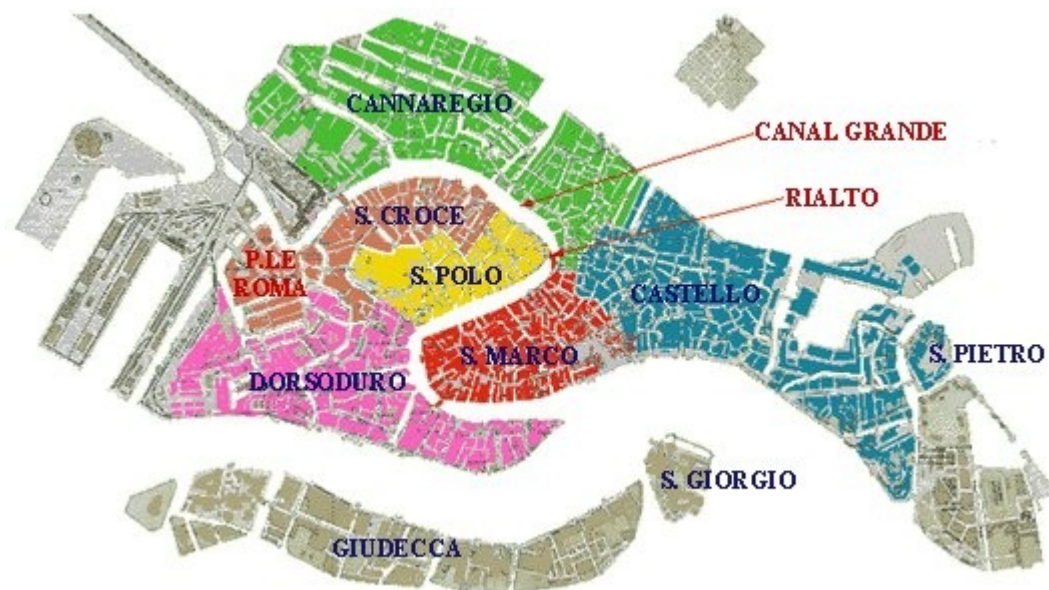 CANNAREGIO
CANAL GRANDE
RIALTO
S. CROCE
P.LE
ROMA
S. POLO
CASTELLO
S. MARCO
S. PIETRO
DORSODURO
S. GIORGIO
GIUDECCA